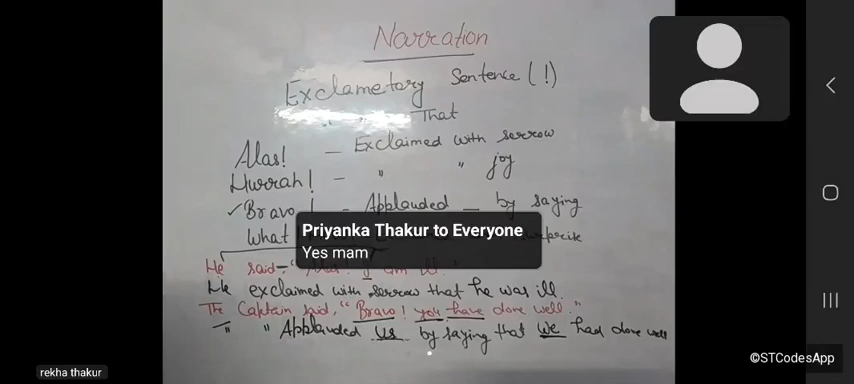 Narration
Exclametory Sentence (!)
" " That
Alas! — Exclaimed with serrow
Hurrah! — " " joy
✓Bravo! - Applauded — by saying
What
Priyanka Thakur to Everyone
Yes mam
He said-
He exclaimed with serrow that he was ill.
The Captain said, "Bravo! you have done well."
" " Applauded us by saying that we had done well
rekha thakur
©STCodesApp